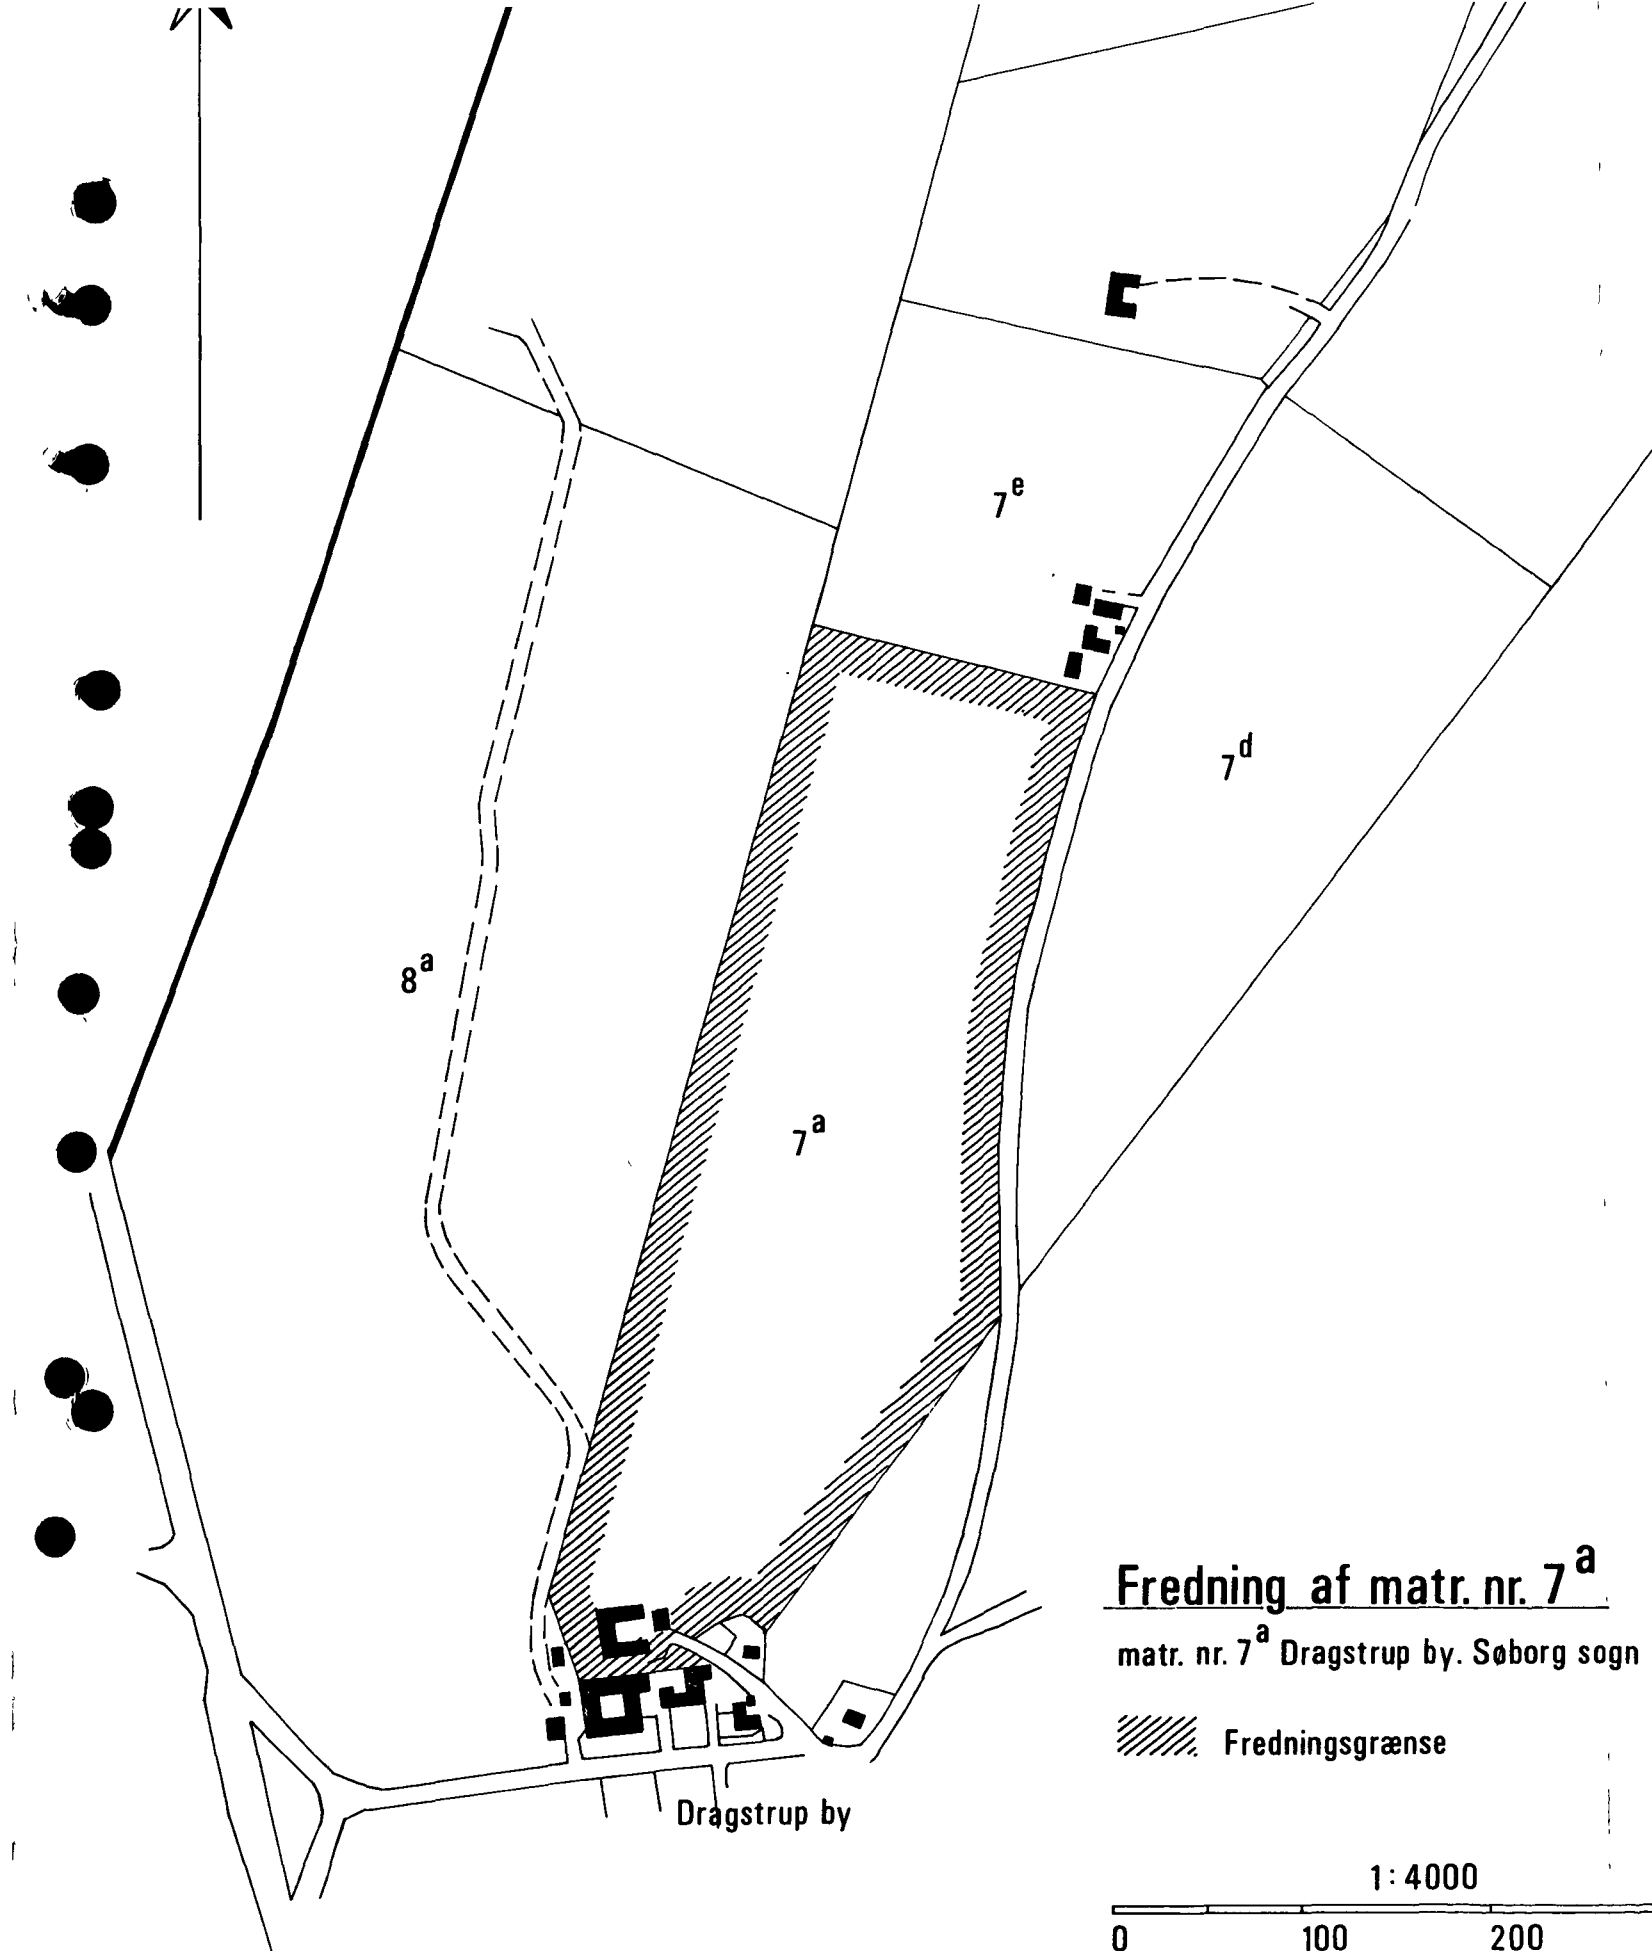 7e
7d
8a
7a
Fredning af matr. nr. 7a
matr. nr. 7a Dragstrup by. Søborg sogn
Fredningsgrænse
Dragstrup by
1:4000
0 100 200